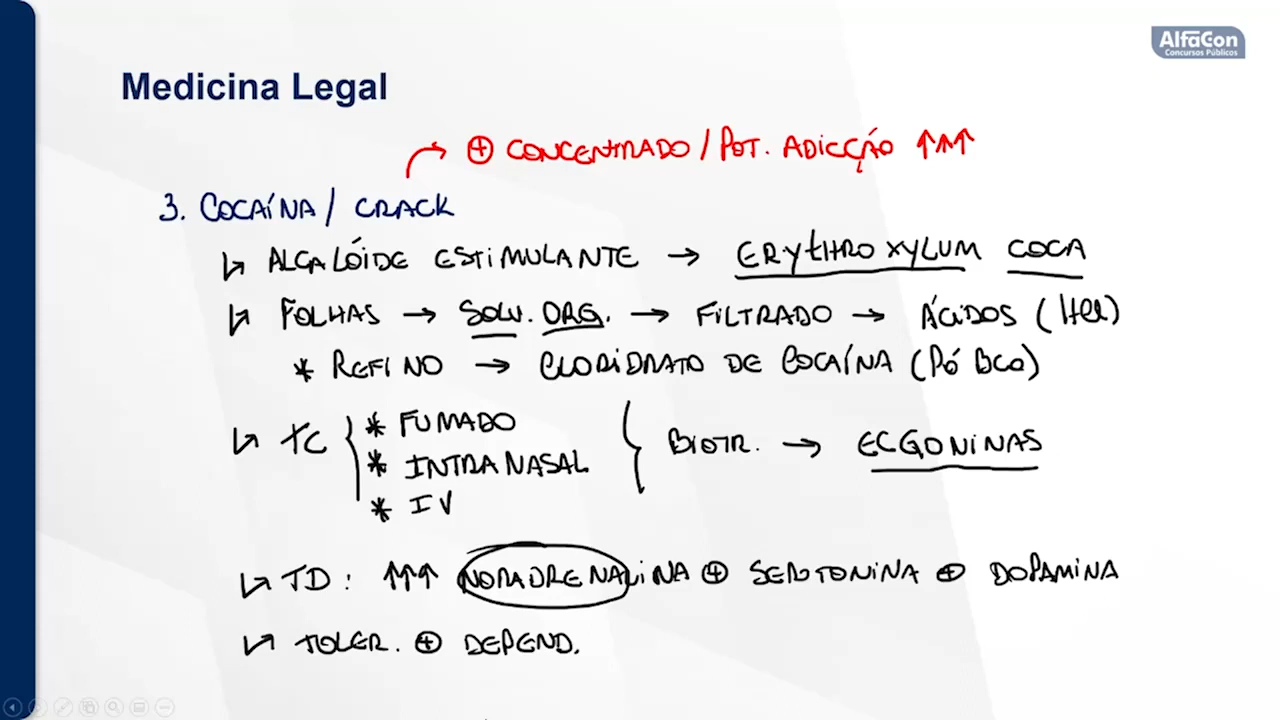 AlfaCon
Concursos Públicos
Medicina Legal
⊕ CONCENTRADO / POT. ADICÇÃO ↑↑↑
3. COCAÍNA / CRACK
↳ ALCALÓIDE ESTIMULANTE → ERYTHROXYLUM COCA
↳ FOLHAS → SOLV. ORG. → FILTRADO → ÁCIDOS (HCl)
* REFINO → CLORIDRATO DE COCAÍNA (PÓ BCO)
↳ TC { * FUMADO
* INTRANASAL } BIOTR. → ECGONINAS
* IV
↳ TD: ↑↑↑ NORADRENALINA ⊕ SEROTONINA ⊕ DOPAMINA
↳ TOLER. ⊕ DEPEND.